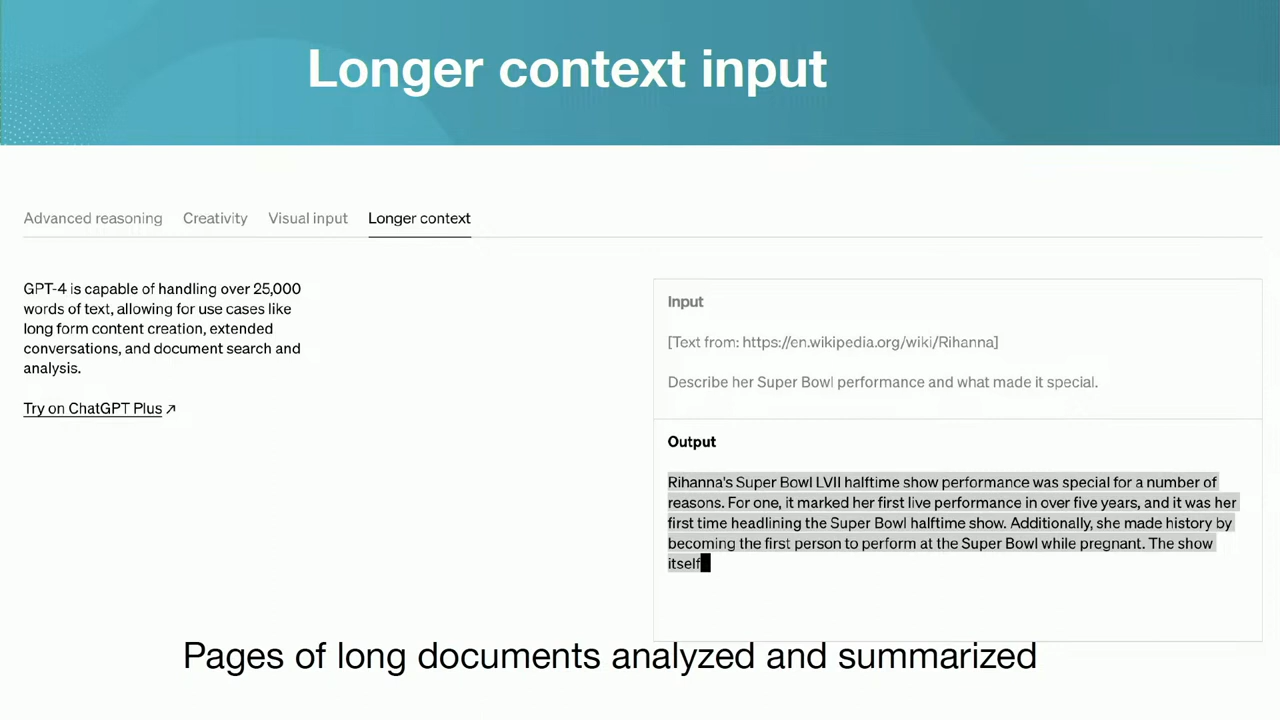 Longer context input
Advanced reasoning Creativity Visual input Longer context
GPT-4 is capable of handling over 25,000
words of text, allowing for use cases like
long form content creation, extended
conversations, and document search and
analysis.
Try on ChatGPT Plus ↗
Input
[Text from: https://en.wikipedia.org/wiki/Rihanna]
Describe her Super Bowl performance and what made it special.
Output
Rihanna's Super Bowl LVII halftime show performance was special for a number of
reasons. For one, it marked her first live performance in over five years, and it was her
first time headlining the Super Bowl halftime show. Additionally, she made history by
becoming the first person to perform at the Super Bowl while pregnant. The show
itself
Pages of long documents analyzed and summarized